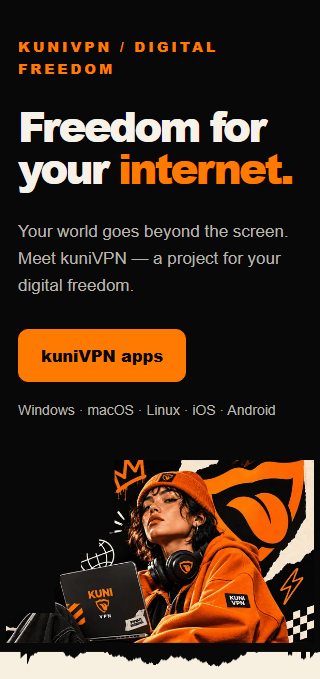 KUNIVPN / DIGITAL
FREEDOM
Freedom for
your internet.
Your world goes beyond the screen.
Meet kuniVPN — a project for your
digital freedom.
kuniVPN apps
Windows · macOS · Linux · iOS · Android
KUNI
VPN
KUNI
VPN